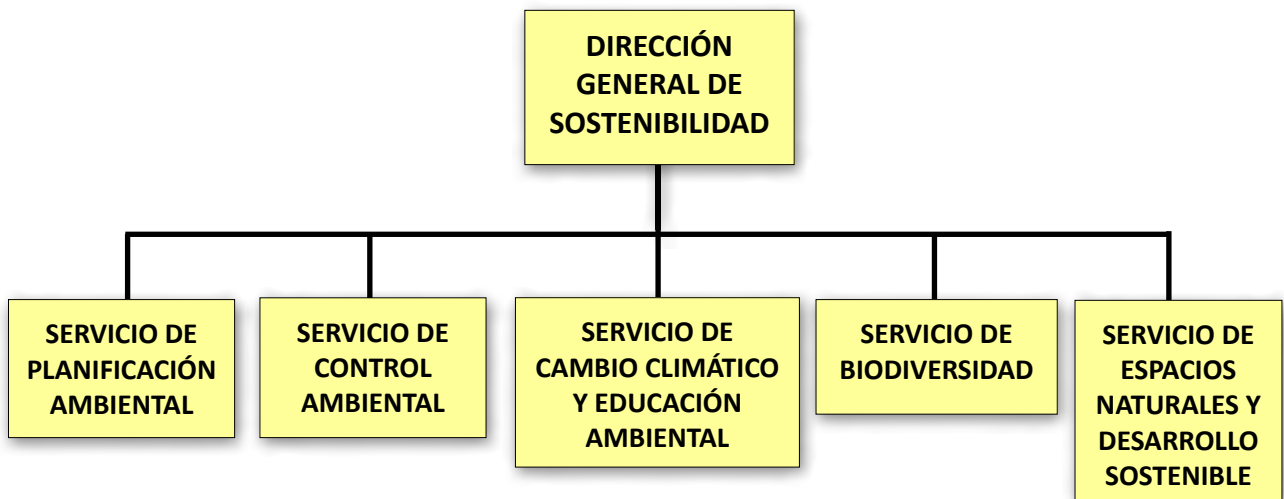 DIRECCIÓN
GENERAL DE
SOSTENIBILIDAD
SERVICIO DE
PLANIFICACIÓN
AMBIENTAL
SERVICIO DE
CONTROL
AMBIENTAL
SERVICIO DE
CAMBIO CLIMÁTICO
Y EDUCACIÓN
AMBIENTAL
SERVICIO DE
BIODIVERSIDAD
SERVICIO DE
ESPACIOS
NATURALES Y
DESARROLLO
SOSTENIBLE